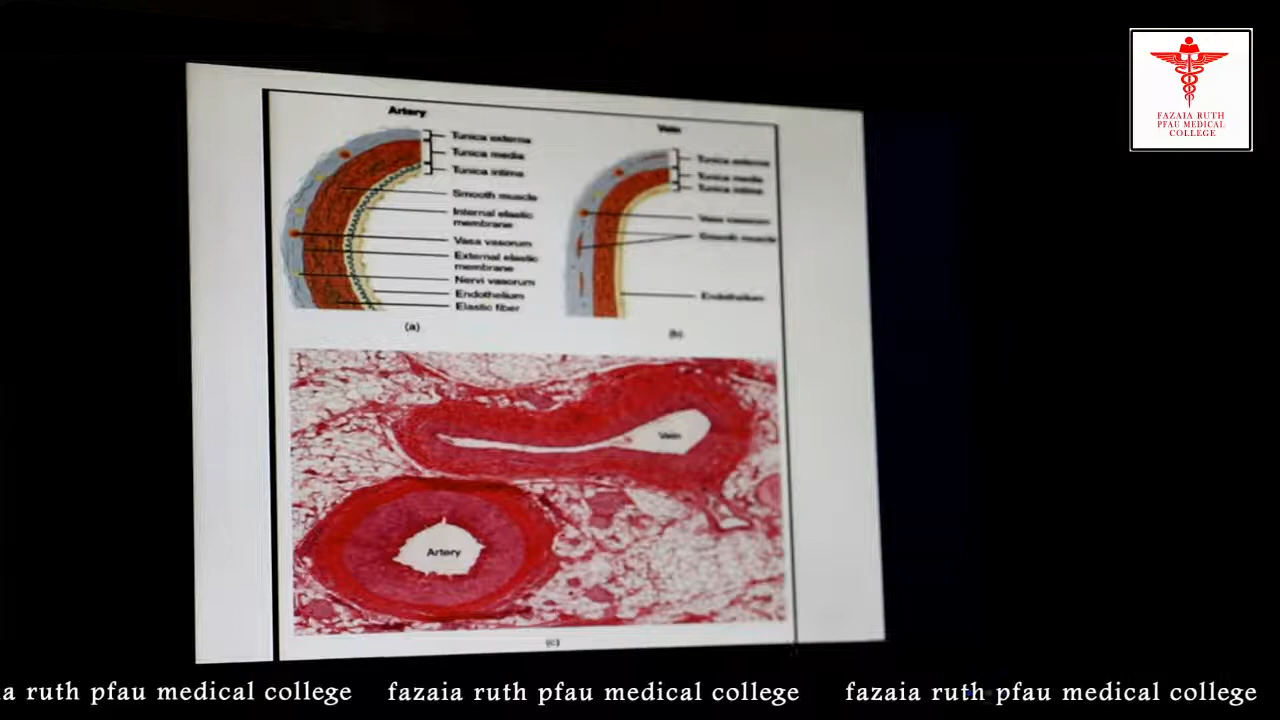 FAZAIA RUTH
PFAU MEDICAL
COLLEGE
Artery
Tunica externa
Tunica media
Tunica intima
Smooth muscle
Internal elastic
membrane
Vasa vasorum
External elastic
membrane
Nervi vasorum
Endothelium
Elastic fiber
(a)
Vein
Tunica externa
Tunica media
Tunica intima
Vasa vasorum
Smooth muscle
Endothelium
(b)
Vein
Artery
(c)
ia ruth pfau medical college fazaia ruth pfau medical college fazaia ruth pfau medical college